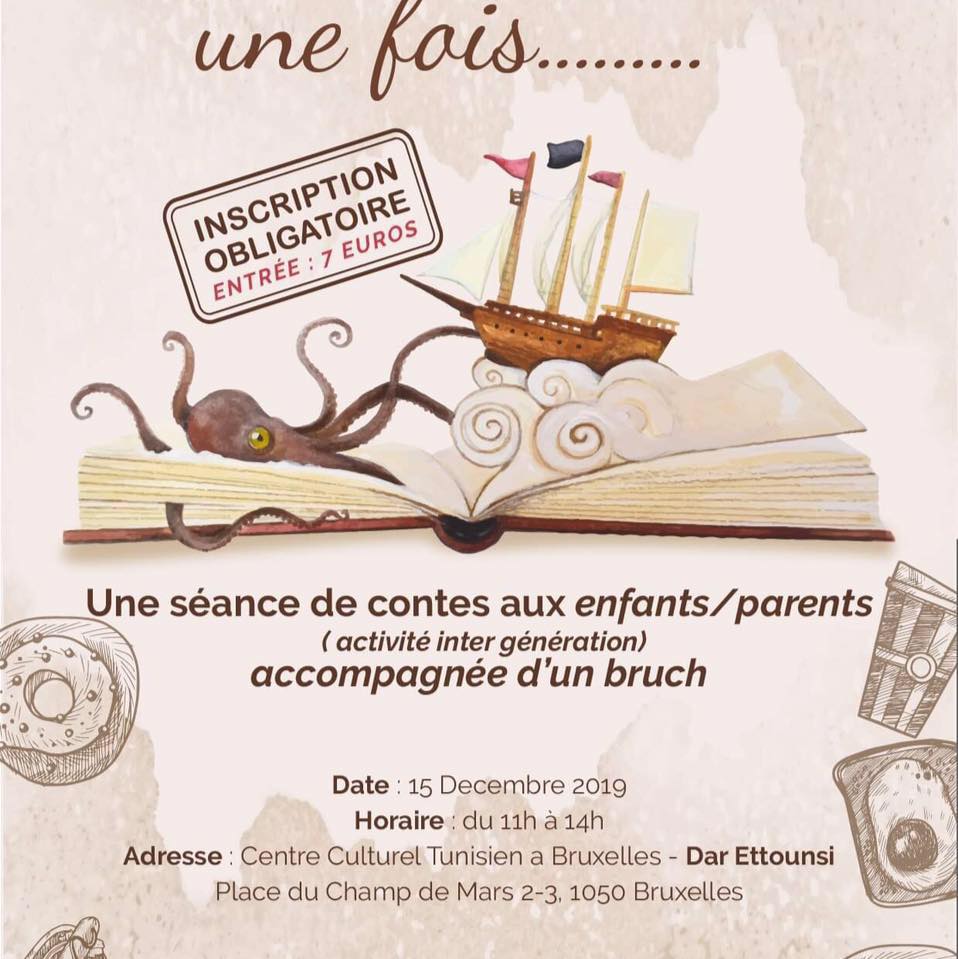 une fois.........
INSCRIPTION
OBLIGATOIRE
ENTRÉE : 7 EUROS
Une séance de contes aux enfants/parents
( activité inter génération)
accompagnée d'un bruch
Date : 15 Decembre 2019
Horaire : du 11h à 14h
Adresse : Centre Culturel Tunisien a Bruxelles - Dar Ettounsi
Place du Champ de Mars 2-3, 1050 Bruxelles